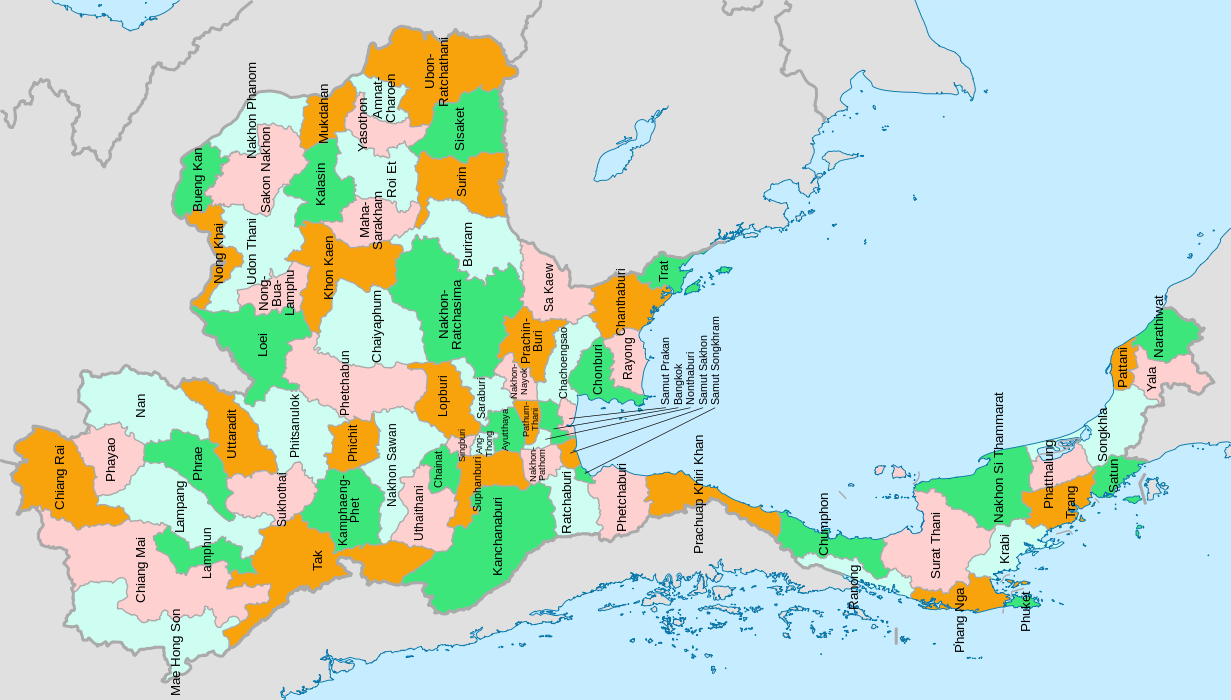 Chiang Rai
Phayao
Nan
Chiang Mai
Mae Hong Son
Lampang
Lamphun
Phrae
Uttaradit
Sukhothai
Tak
Phitsanulok
Phichit
Kamphaeng-
Phet
Phetchabun
Nakhon Sawan
Uthaithani
Loei
Nong Khai
Bueng Kan
Udon Thani
Nong-
Bua-
Lamphu
Nakhon Phanom
Sakon Nakhon
Kalasin
Mukdahan
Khon Kaen
Maha-
Sarakham
Roi Et
Yasothon
Amnat-
Charoen
Ubon-
Ratchathani
Sisaket
Surin
Buriram
Nakhon-
Ratchasima
Chaiyaphum
Lopburi
Chainat
Singburi
Ang-
Thong
Saraburi
Ayutthaya
Suphanburi
Kanchanaburi
Nakhon-
Pathom
Pathum-
Thani
Nakhon-
Nayok
Prachin-
Buri
Sa Kaew
Chachoengsao
Chonburi
Rayong
Chanthaburi
Trat
Samut Prakan
Bangkok
Nonthaburi
Samut Sakhon
Samut Songkhram
Ratchaburi
Phetchaburi
Prachuap Khiri Khan
Chumphon
Ranong
Surat Thani
Phang Nga
Phuket
Krabi
Nakhon Si Thammarat
Phatthalung
Trang
Satun
Songkhla
Pattani
Yala
Narathiwat